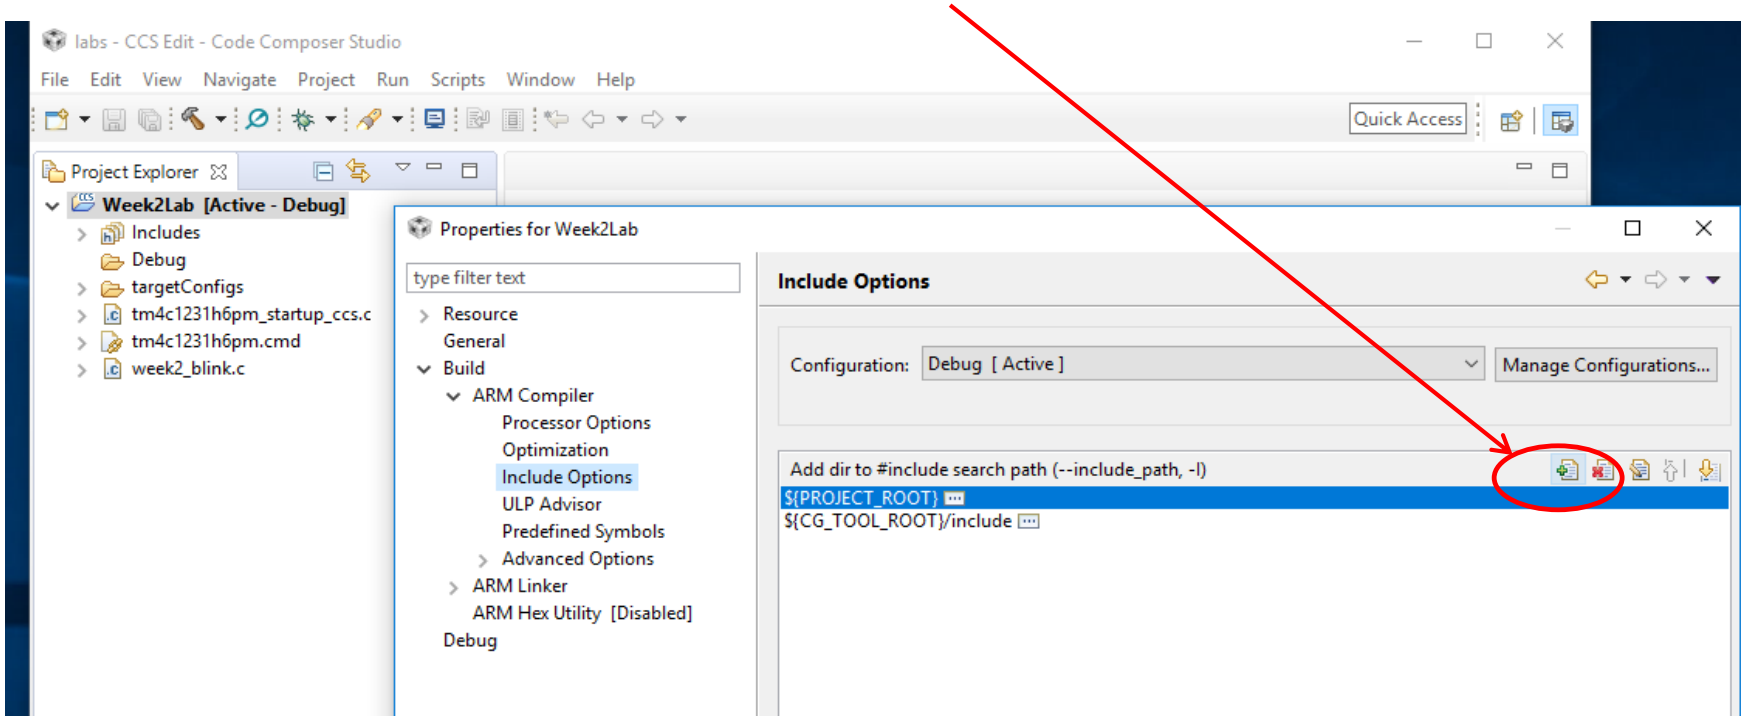 labs - CCS Edit - Code Composer Studio
File Edit View Navigate Project Run Scripts Window Help
Quick Access
Project Explorer
Week2Lab [Active - Debug]
Includes
Debug
targetConfigs
tm4c1231h6pm_startup_ccs.c
tm4c1231h6pm.cmd
week2_blink.c
Properties for Week2Lab
type filter text
Resource
General
Build
ARM Compiler
Processor Options
Optimization
Include Options
ULP Advisor
Predefined Symbols
Advanced Options
ARM Linker
ARM Hex Utility [Disabled]
Debug
Include Options
Configuration: Debug [ Active ]
Manage Configurations...
Add dir to #include search path (--include_path, -I)
${PROJECT_ROOT}
${CG_TOOL_ROOT}/include